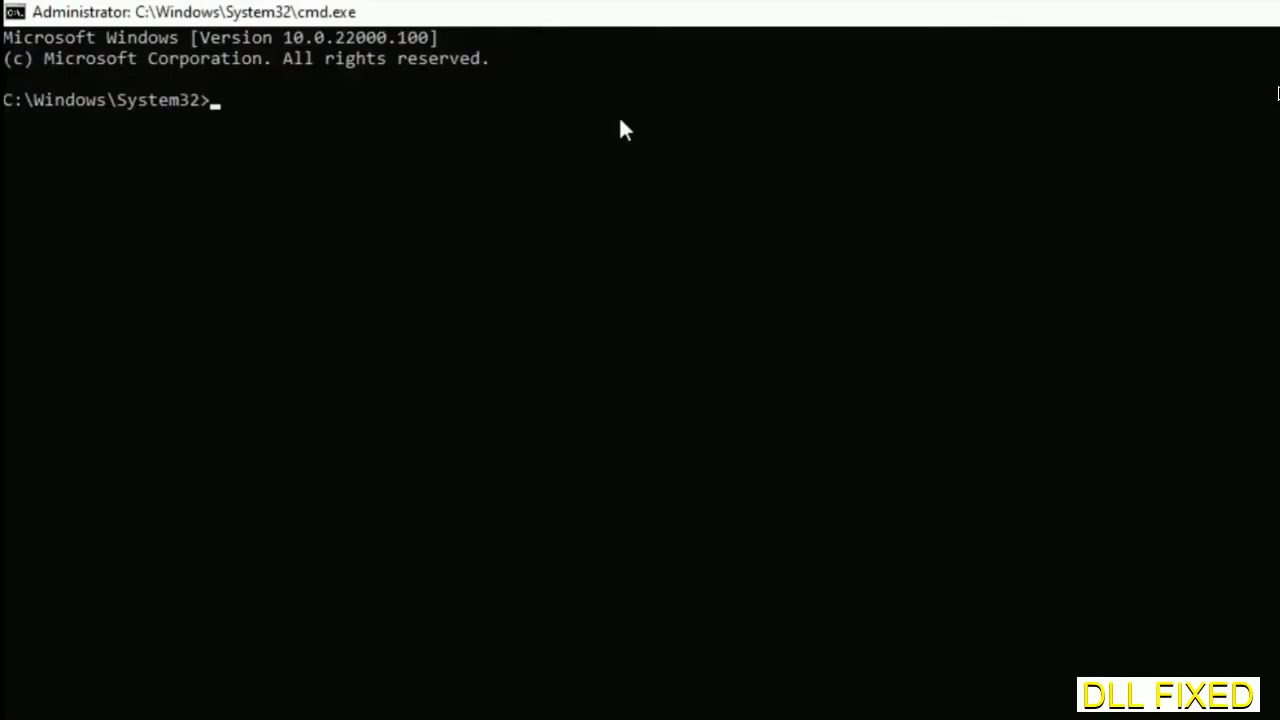 Administrator: C:\Windows\System32\cmd.exe
Microsoft Windows [Version 10.0.22000.100]
(c) Microsoft Corporation. All rights reserved.
C:\Windows\System32>
DLL FIXED